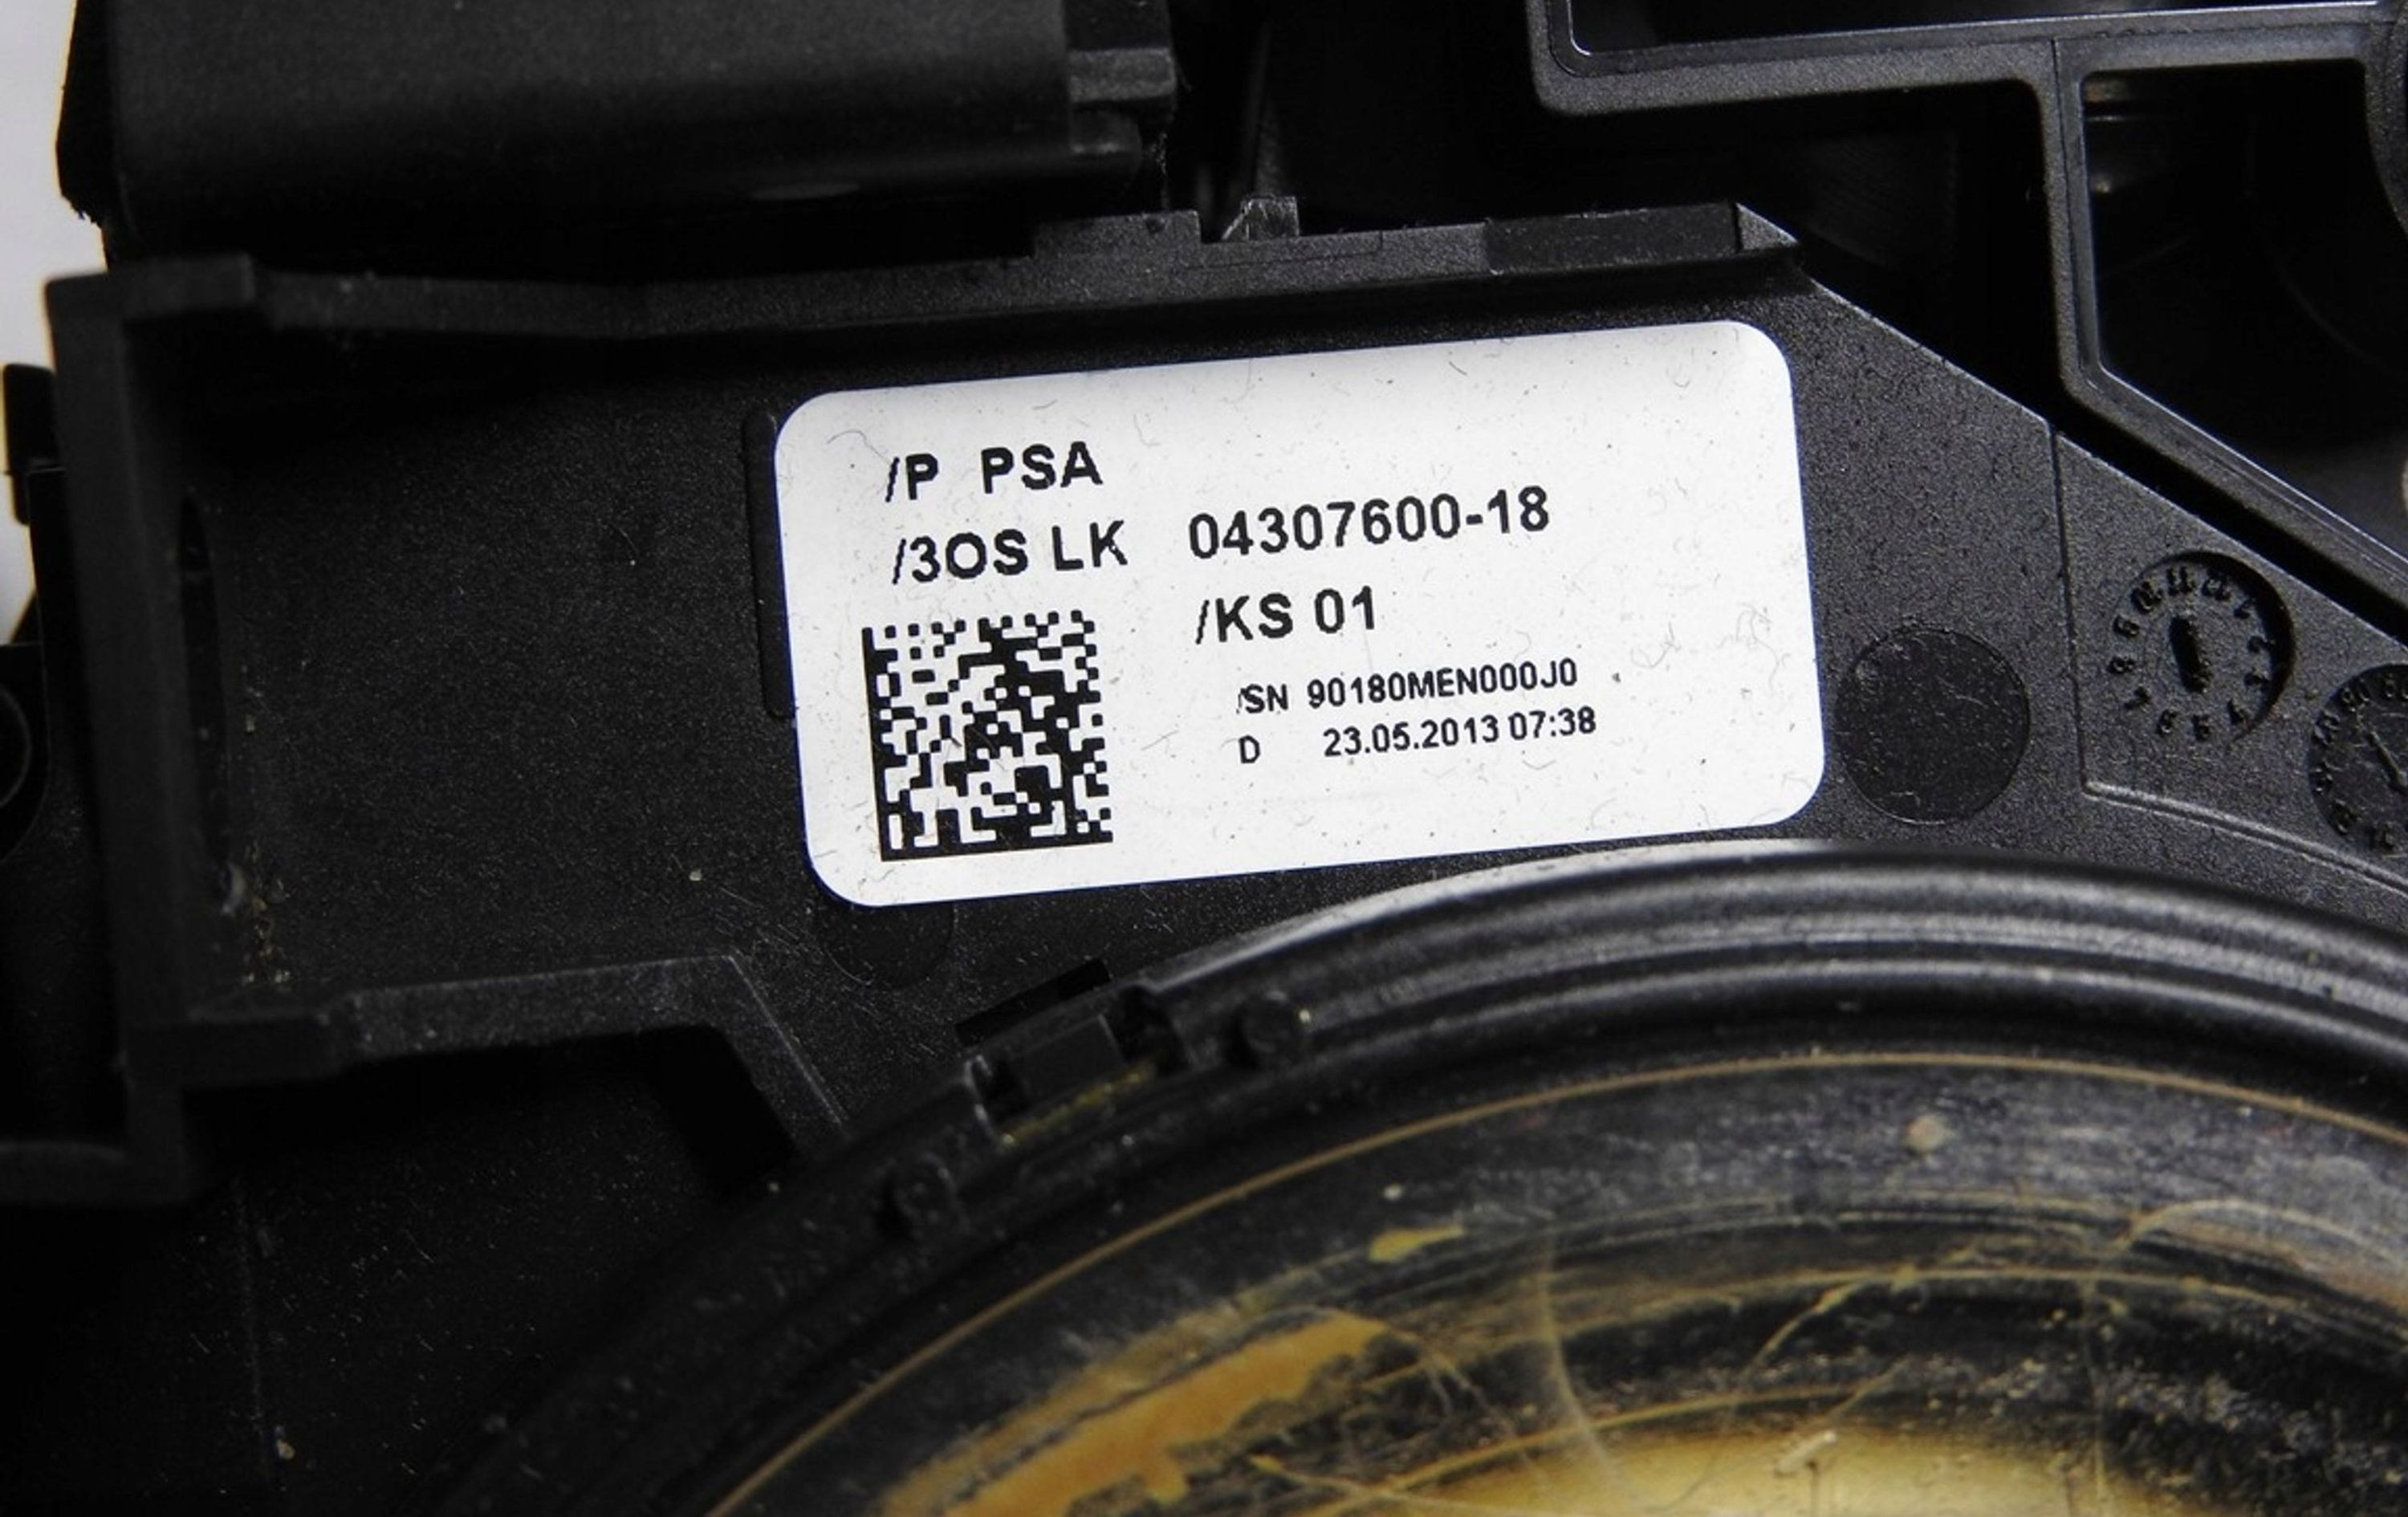 /P PSA
/3OS LK 04307600-18
/KS 01
/SN 90180MEN000J0
D 23.05.2013 07:38